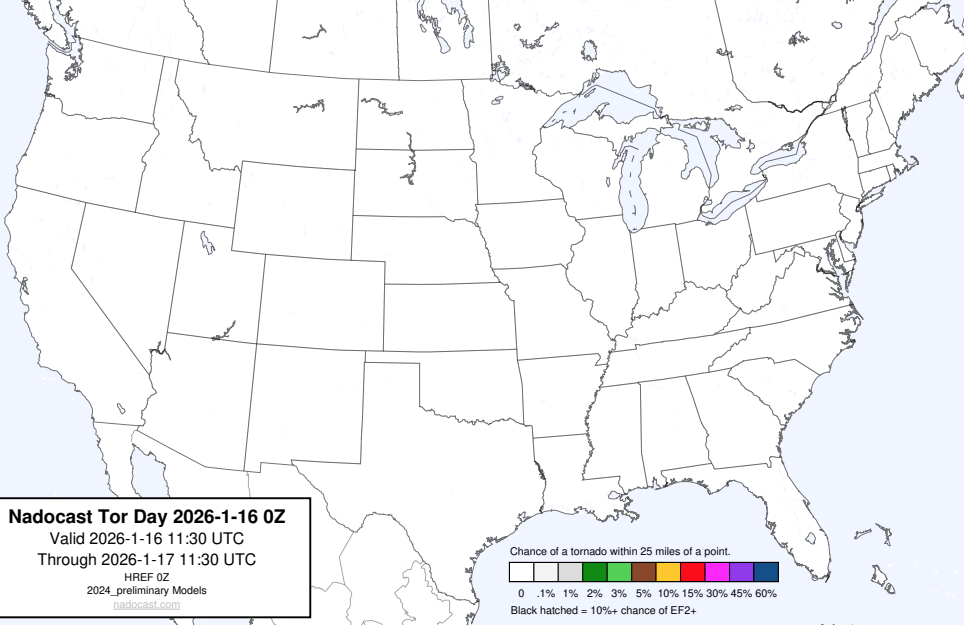 Nadocast Tor Day 2026-1-16 0Z
Valid 2026-1-16 11:30 UTC
Through 2026-1-17 11:30 UTC
HREF 0Z
2024_preliminary Models
nadocast.com
Chance of a tornado within 25 miles of a point.
0 .1% 1% 2% 3% 5% 10% 15% 30% 45% 60%
Black hatched = 10%+ chance of EF2+